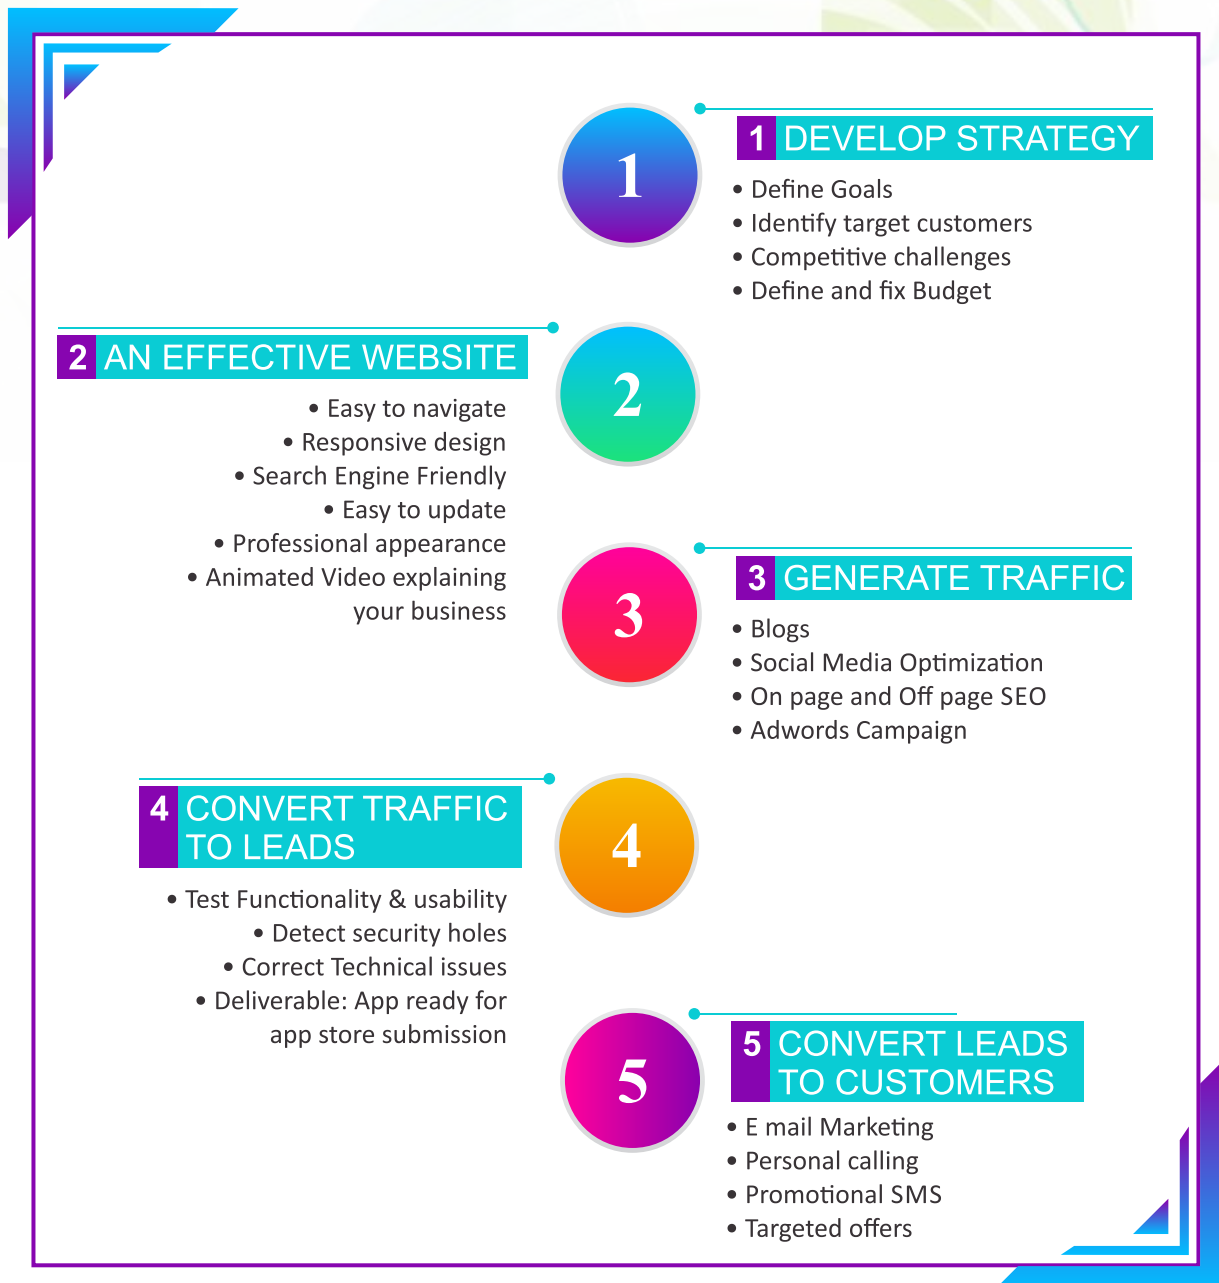 1
1 DEVELOP STRATEGY
• Define Goals
• Identify target customers
• Competitive challenges
• Define and fix Budget
2 AN EFFECTIVE WEBSITE
2
• Easy to navigate
• Responsive design
• Search Engine Friendly
• Easy to update
• Professional appearance
• Animated Video explaining
your business
3
3 GENERATE TRAFFIC
• Blogs
• Social Media Optimization
• On page and Off page SEO
• Adwords Campaign
4 CONVERT TRAFFIC
TO LEADS
4
• Test Functionality & usability
• Detect security holes
• Correct Technical issues
• Deliverable: App ready for
app store submission
5
5 CONVERT LEADS
TO CUSTOMERS
• E mail Marketing
• Personal calling
• Promotional SMS
• Targeted offers